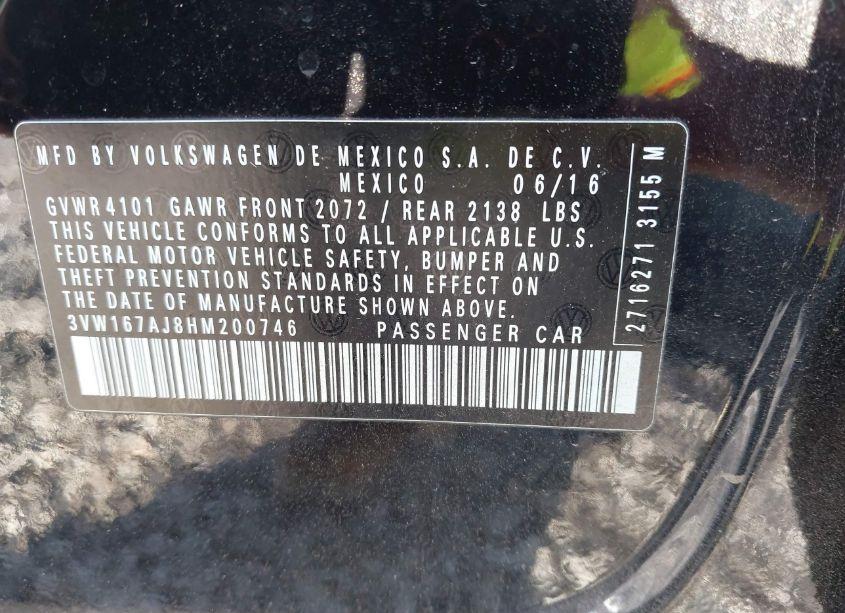 MFD BY VOLKSWAGEN DE MEXICO S.A. DE C.V.
MEXICO 06/16
GVWR4101 GAWR FRONT 2072 / REAR 2138 LBS
THIS VEHICLE CONFORMS TO ALL APPLICABLE U.S.
FEDERAL MOTOR VEHICLE SAFETY, BUMPER AND
THEFT PREVENTION STANDARDS IN EFFECT ON
THE DATE OF MANUFACTURE SHOWN ABOVE.
3VW167AJ8HM200746 PASSENGER CAR
2716271 3155 M